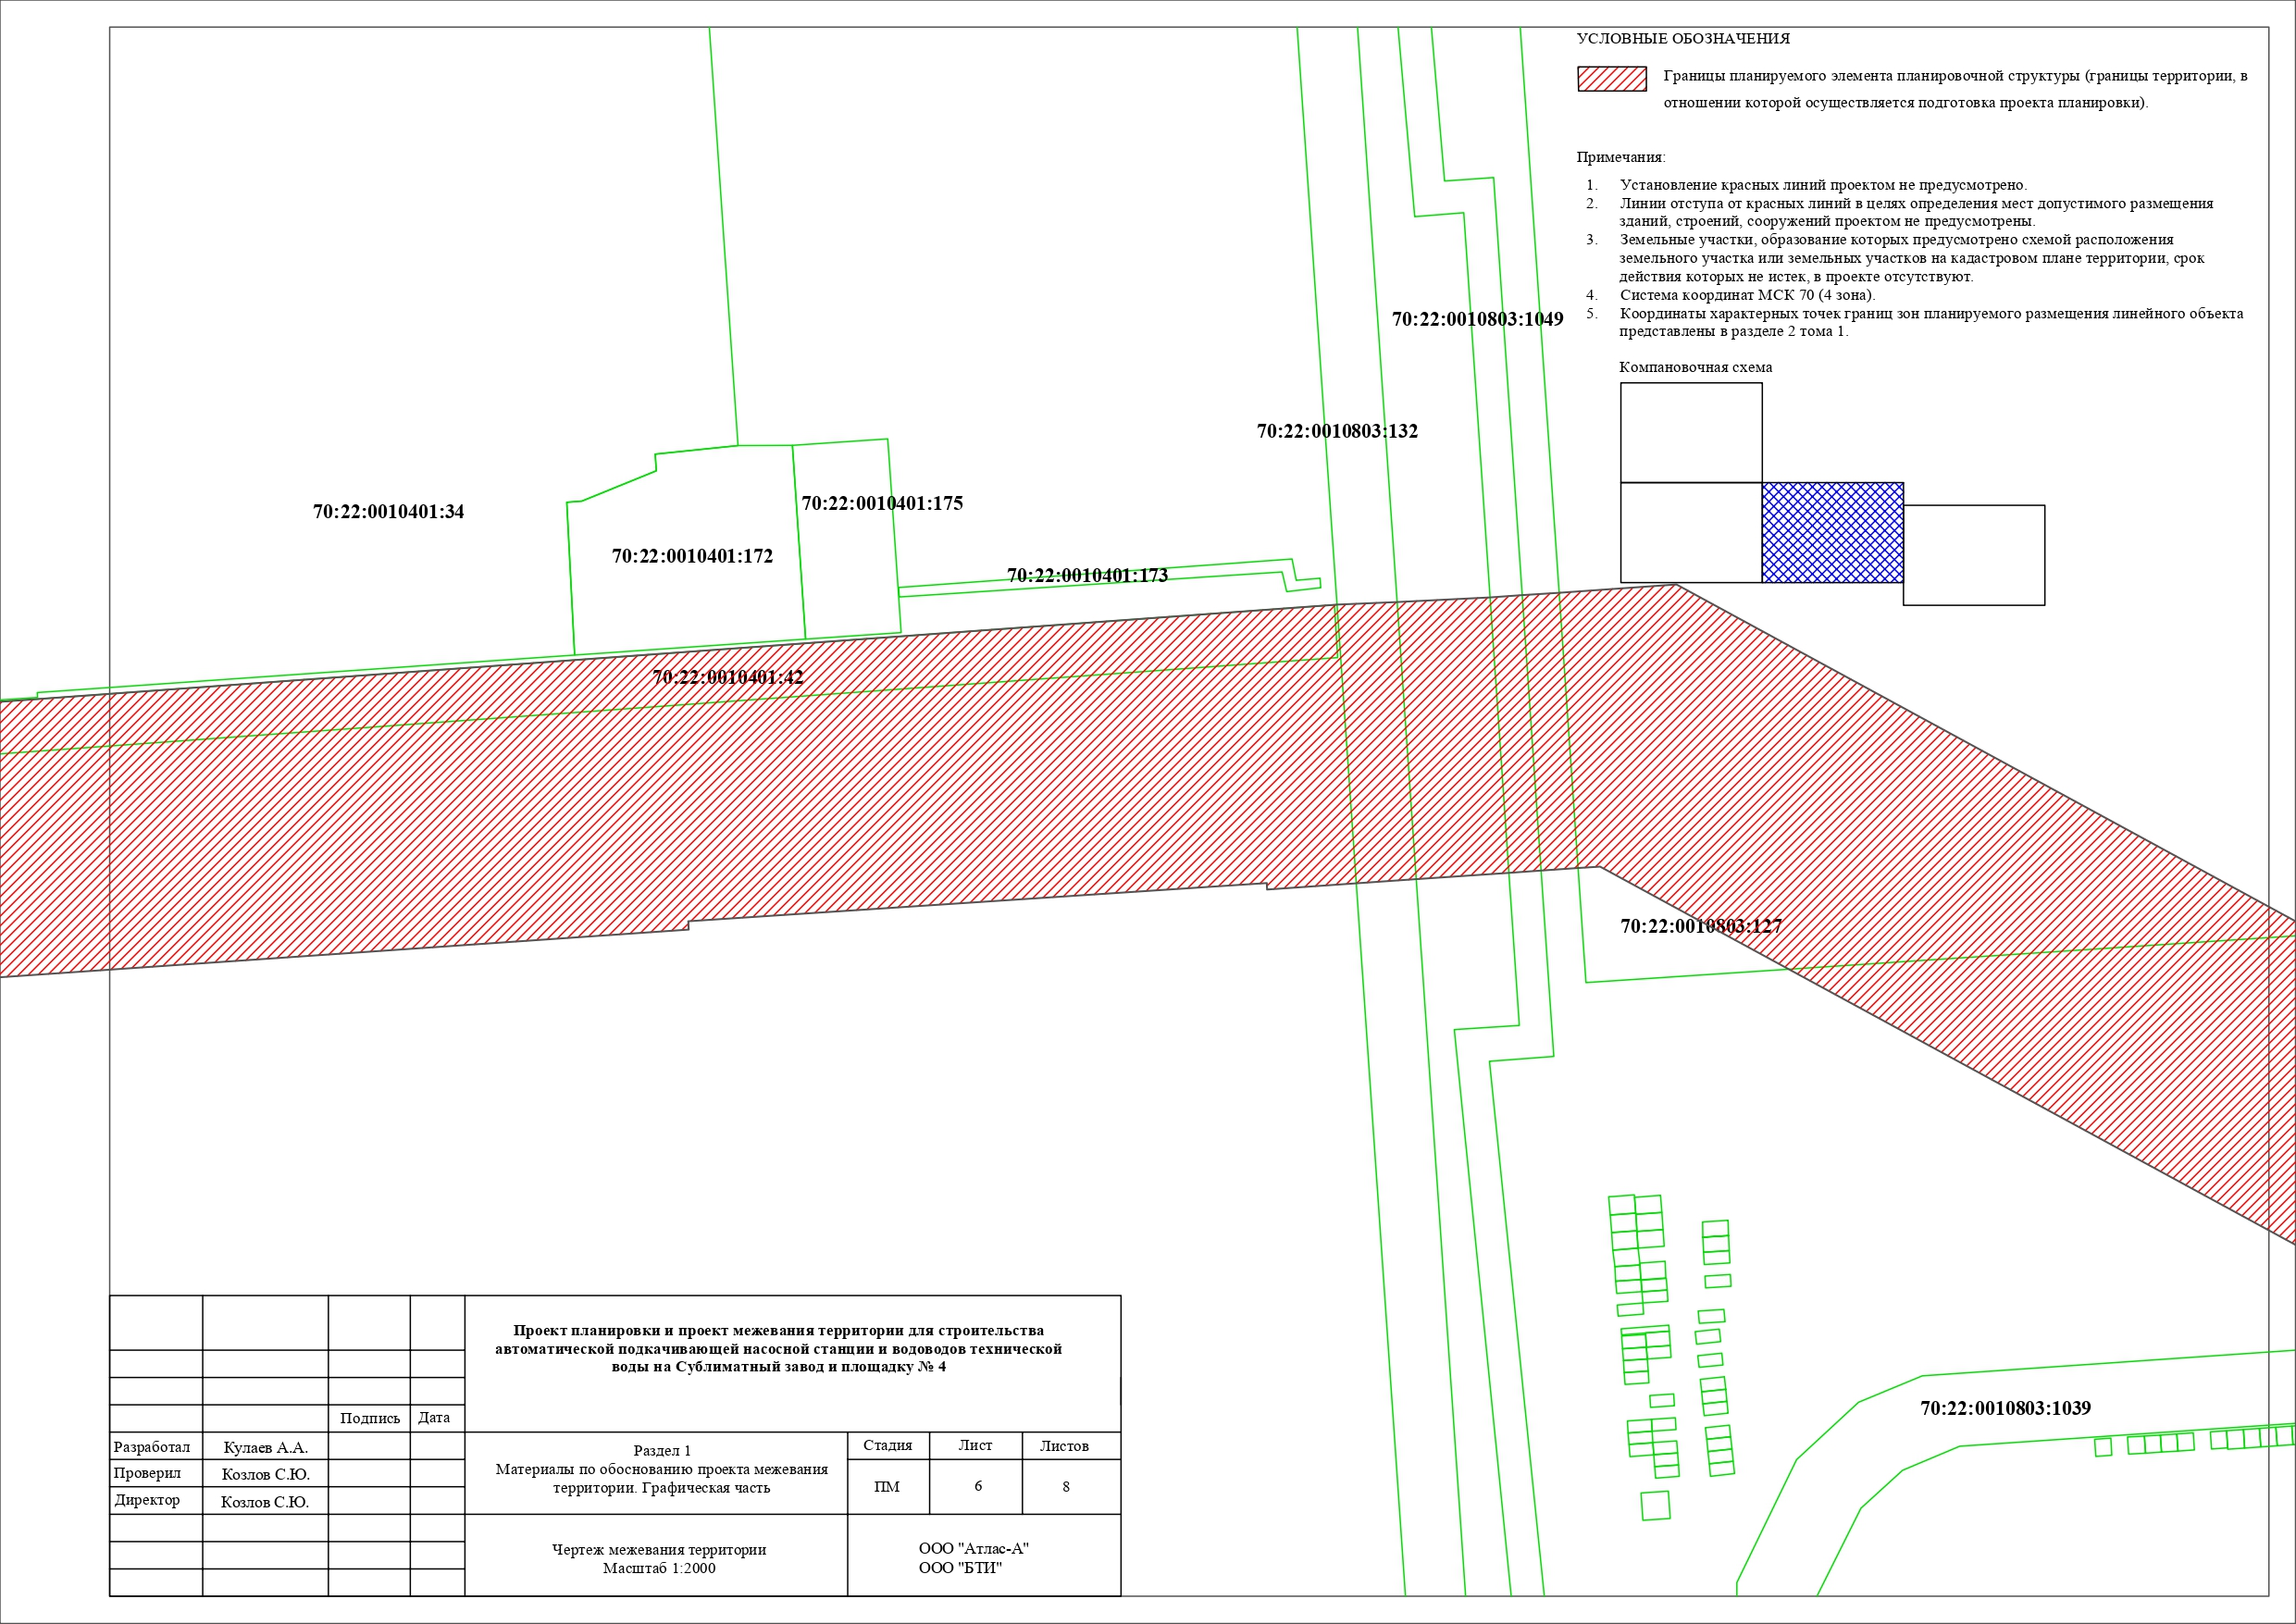 УСЛОВНЫЕ ОБОЗНАЧЕНИЯ
Границы планируемого элемента планировочной структуры (границы территории, в
отношении которой осуществляется подготовка проекта планировки).
Примечания:
1. Установление красных линий проектом не предусмотрено.
2. Линии отступа от красных линий в целях определения мест допустимого размещения
зданий, строений, сооружений проектом не предусмотрены.
3. Земельные участки, образование которых предусмотрено схемой расположения
земельного участка или земельных участков на кадастровом плане территории, срок
действия которых не истек, в проекте отсутствуют.
4. Система координат МСК 70 (4 зона).
5. Координаты характерных точек границ зон планируемого размещения линейного объекта
представлены в разделе 2 тома 1.
Компановочная схема
70:22:0010803:1049
70:22:0010803:132
70:22:0010401:34
70:22:0010401:175
70:22:0010401:172
70:22:0010401:173
70:22:0010401:42
70:22:0010803:127
70:22:0010803:1039
Проект планировки и проект межевания территории для строительства
автоматической подкачивающей насосной станции и водоводов технической
воды на Сублиматный завод и площадку № 4
Подпись Дата
Разработал Кулаев А.А.
Проверил Козлов С.Ю.
Директор Козлов С.Ю.
Раздел 1
Материалы по обоснованию проекта межевания
территории. Графическая часть
Стадия Лист Листов
ПМ 6 8
Чертеж межевания территории
Масштаб 1:2000
ООО "Атлас-А"
ООО "БТИ"